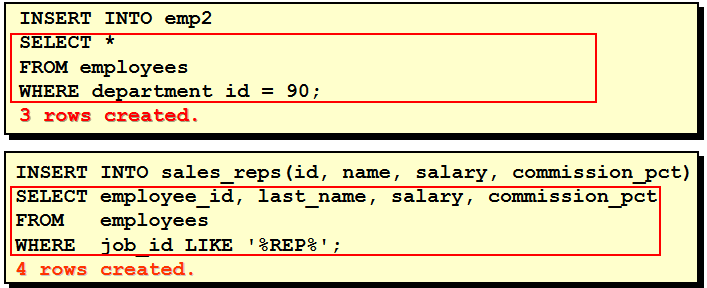 INSERT INTO emp2
SELECT *
FROM employees
WHERE department id = 90;
3 rows created.
INSERT INTO sales_reps(id, name, salary, commission_pct)
SELECT employee_id, last_name, salary, commission_pct
FROM employees
WHERE job_id LIKE '%REP%';
4 rows created.